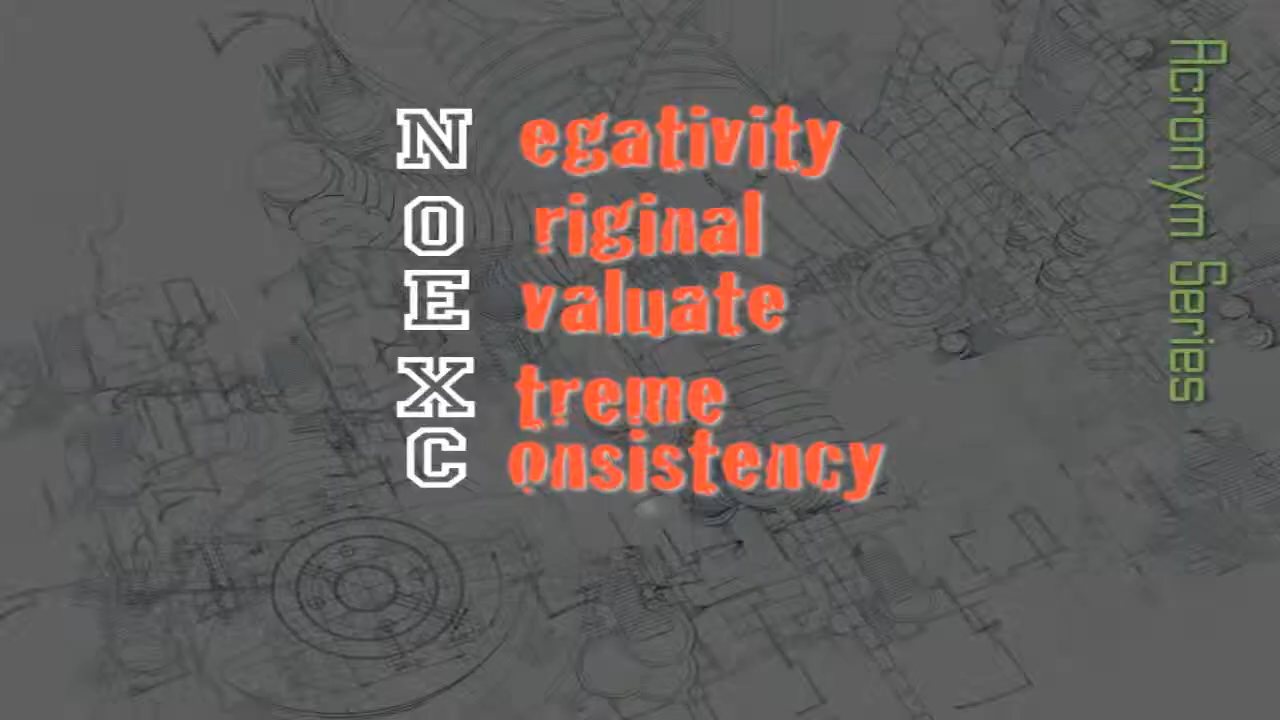 N egativity
O riginal
E valuate
X treme
C onsistency
Acronym Series